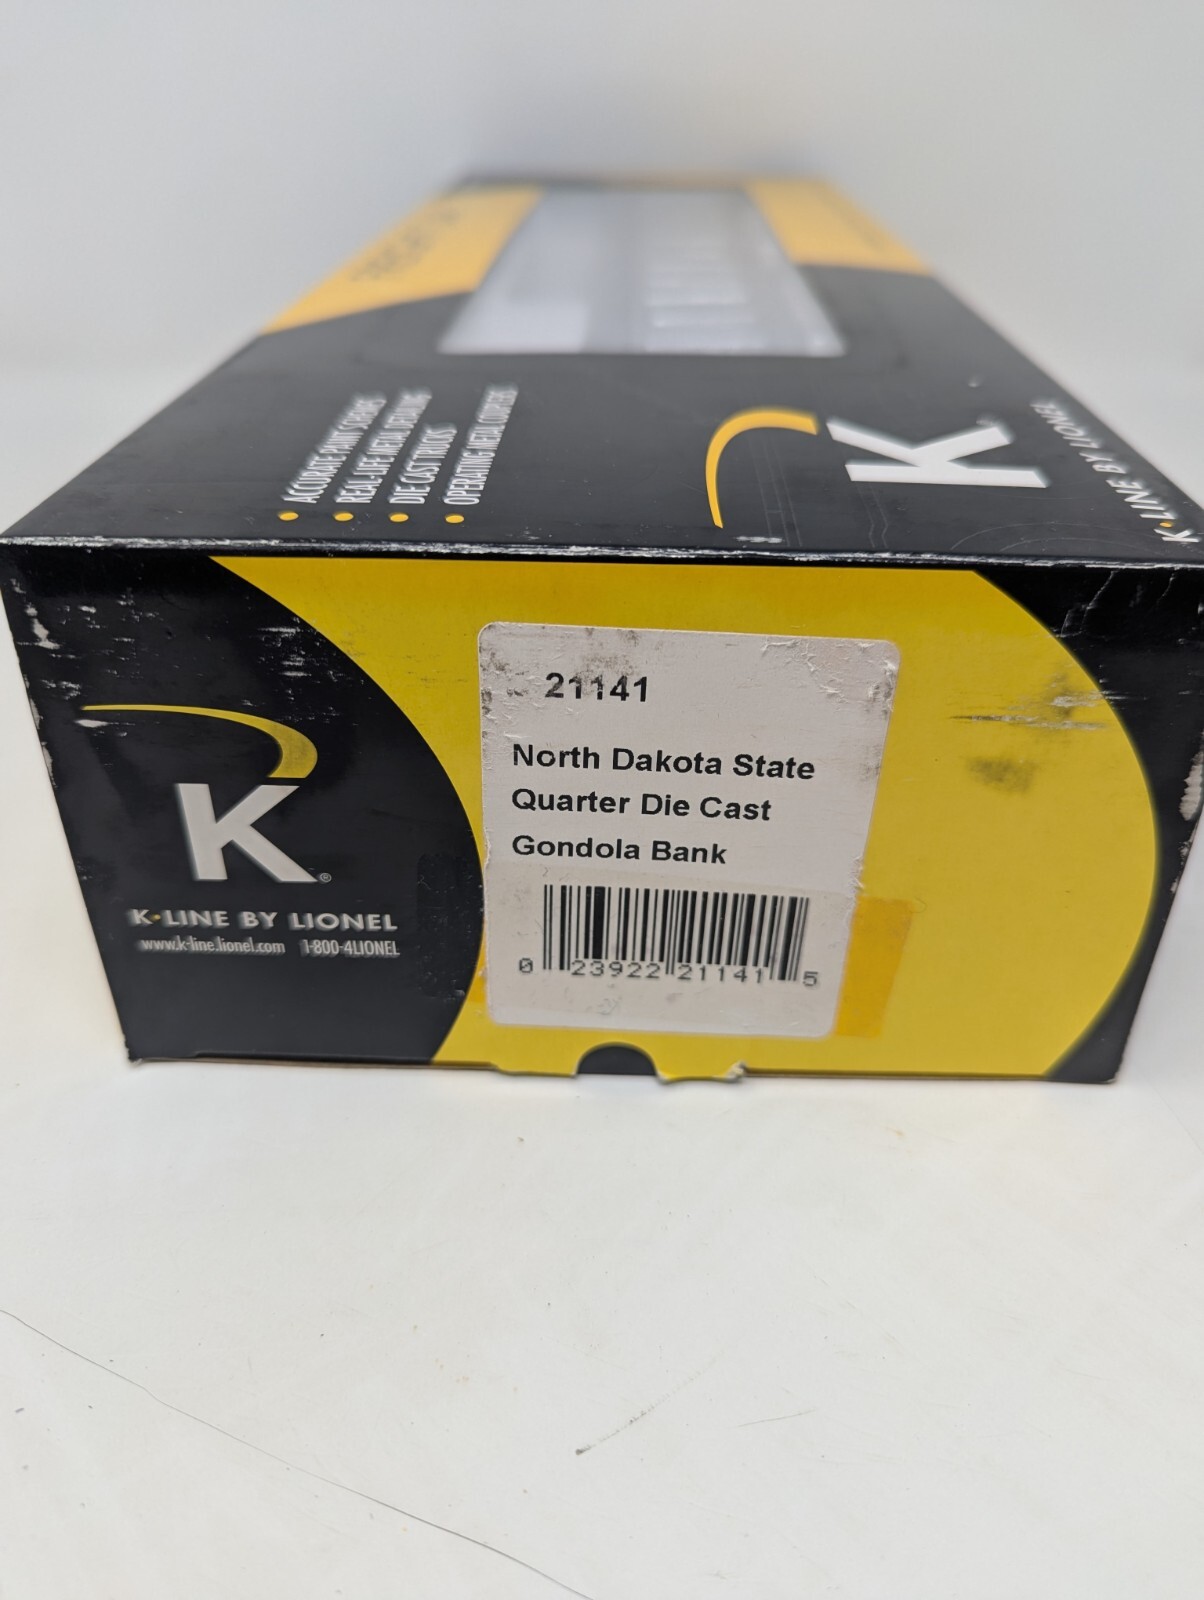 ACCURATE PAINT SCHEMES
REAL-LIFE METAL DETAILING
DIE CAST TRUCKS
OPERATING METAL COUPLERS
K
K·LINE BY LIONEL
K®
K·LINE BY LIONEL
www.k-line.lionel.com 1-800-4LIONEL
21141
North Dakota State
Quarter Die Cast
Gondola Bank
0 23922 21141 5